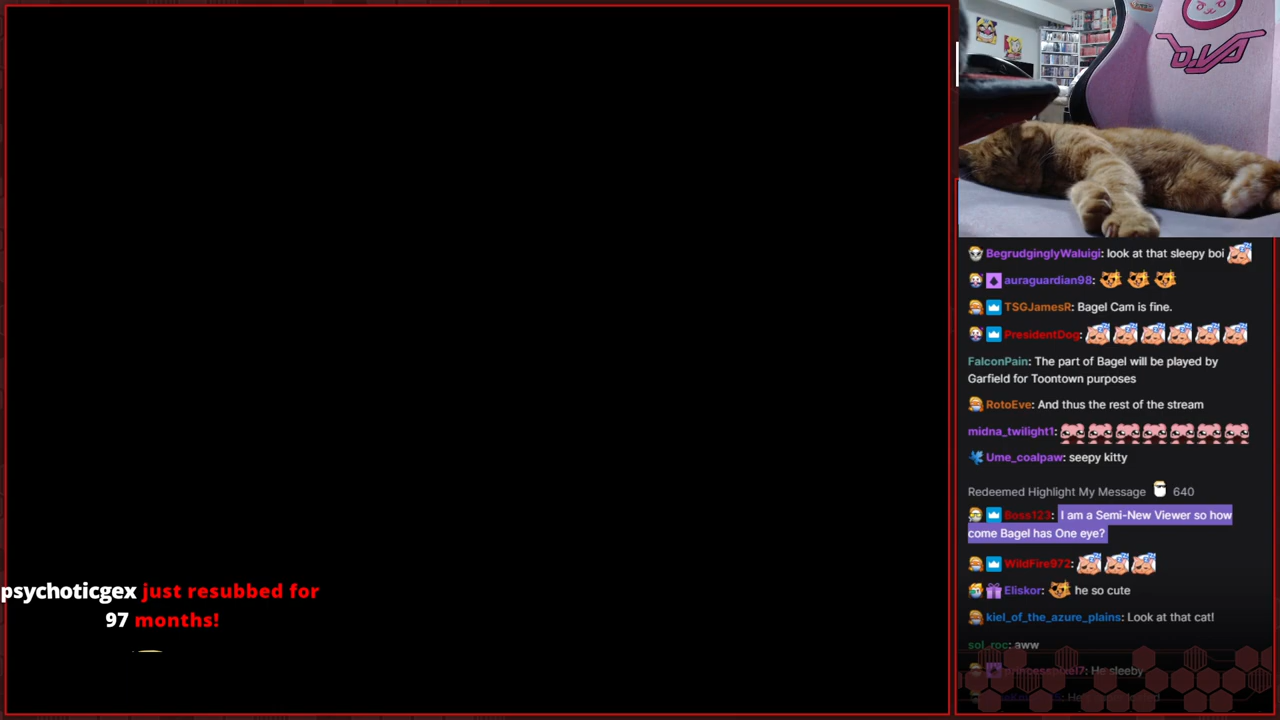 D.VA
BegrudginglyWaluigi: look at that sleepy boi
auraguardian98:
TSGJamesR: Bagel Cam is fine.
PresidentDog:
FalconPain: The part of Bagel will be played by
Garfield for Toontown purposes
RotoEve: And thus the rest of the stream
midna_twilight1:
Ume_coalpaw: seepy kitty
Redeemed Highlight My Message 640
Boss123: I am a Semi-New Viewer so how
come Bagel has One eye?
WildFire972:
Eliskor: he so cute
kiel_of_the_azure_plains: Look at that cat!
sol_roc: aww
He sleeby
psychoticgex just resubbed for
97 months!